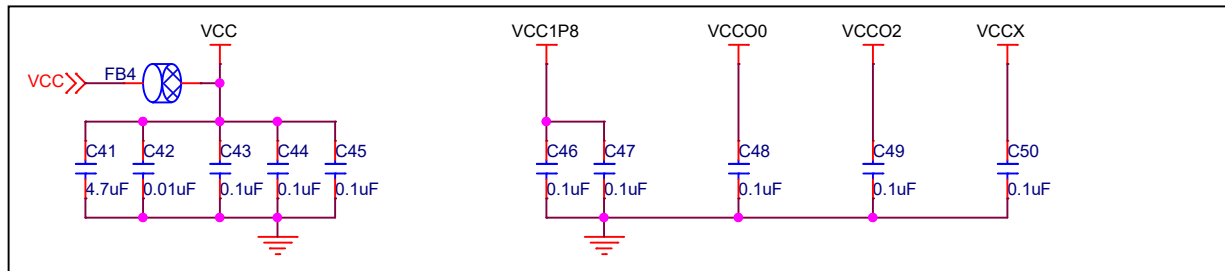 VCC VCC1P8 VCCO0 VCCO2 VCCX
VCC FB4
C41 C42 C43 C44 C45 C46 C47 C48 C49 C50
4.7uF 0.01uF 0.1uF 0.1uF 0.1uF 0.1uF 0.1uF 0.1uF 0.1uF 0.1uF